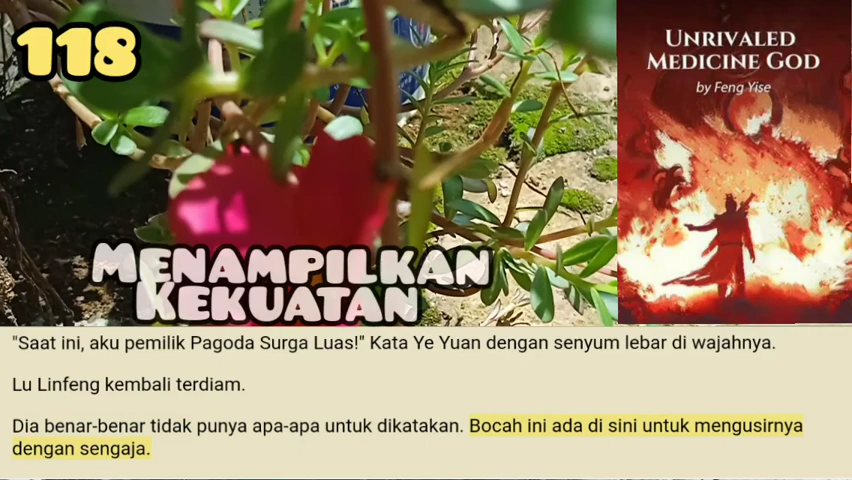 118
UNRIVALED
MEDICINE GOD
by Feng Yise
MENAMPILKAN
KEKUATAN
"Saat ini, aku pemilik Pagoda Surga Luas!" Kata Ye Yuan dengan senyum lebar di wajahnya.
Lu Linfeng kembali terdiam.
Dia benar-benar tidak punya apa-apa untuk dikatakan. Bocah ini ada di sini untuk mengusirnya
dengan sengaja.